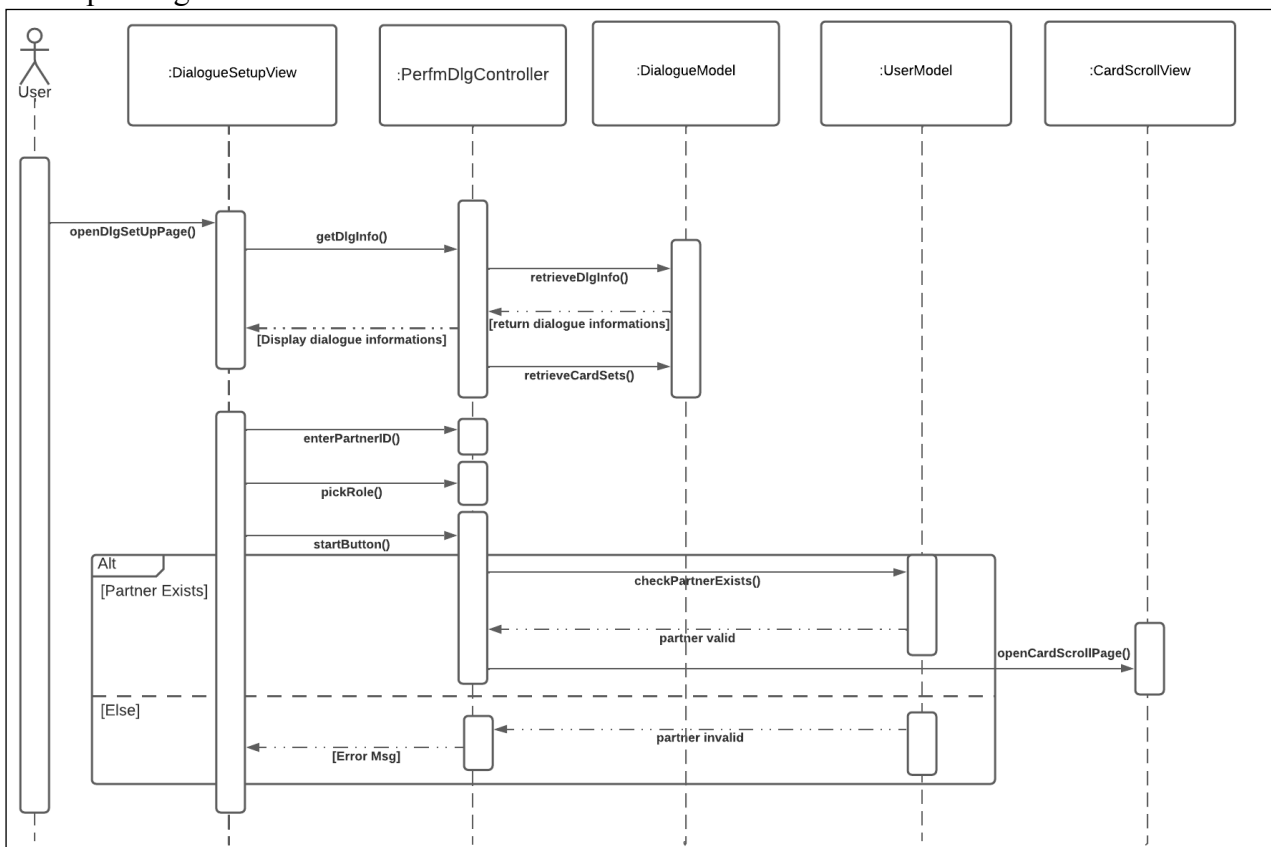 User
:DialogueSetupView
:PerfmDlgController
:DialogueModel
:UserModel
:CardScrollView
openDlgSetUpPage()
getDlgInfo()
retrieveDlgInfo()
[return dialogue informations]
[Display dialogue informations]
retrieveCardSets()
enterPartnerID()
pickRole()
startButton()
Alt
[Partner Exists]
checkPartnerExists()
partner valid
openCardScrollPage()
[Else]
partner invalid
[Error Msg]